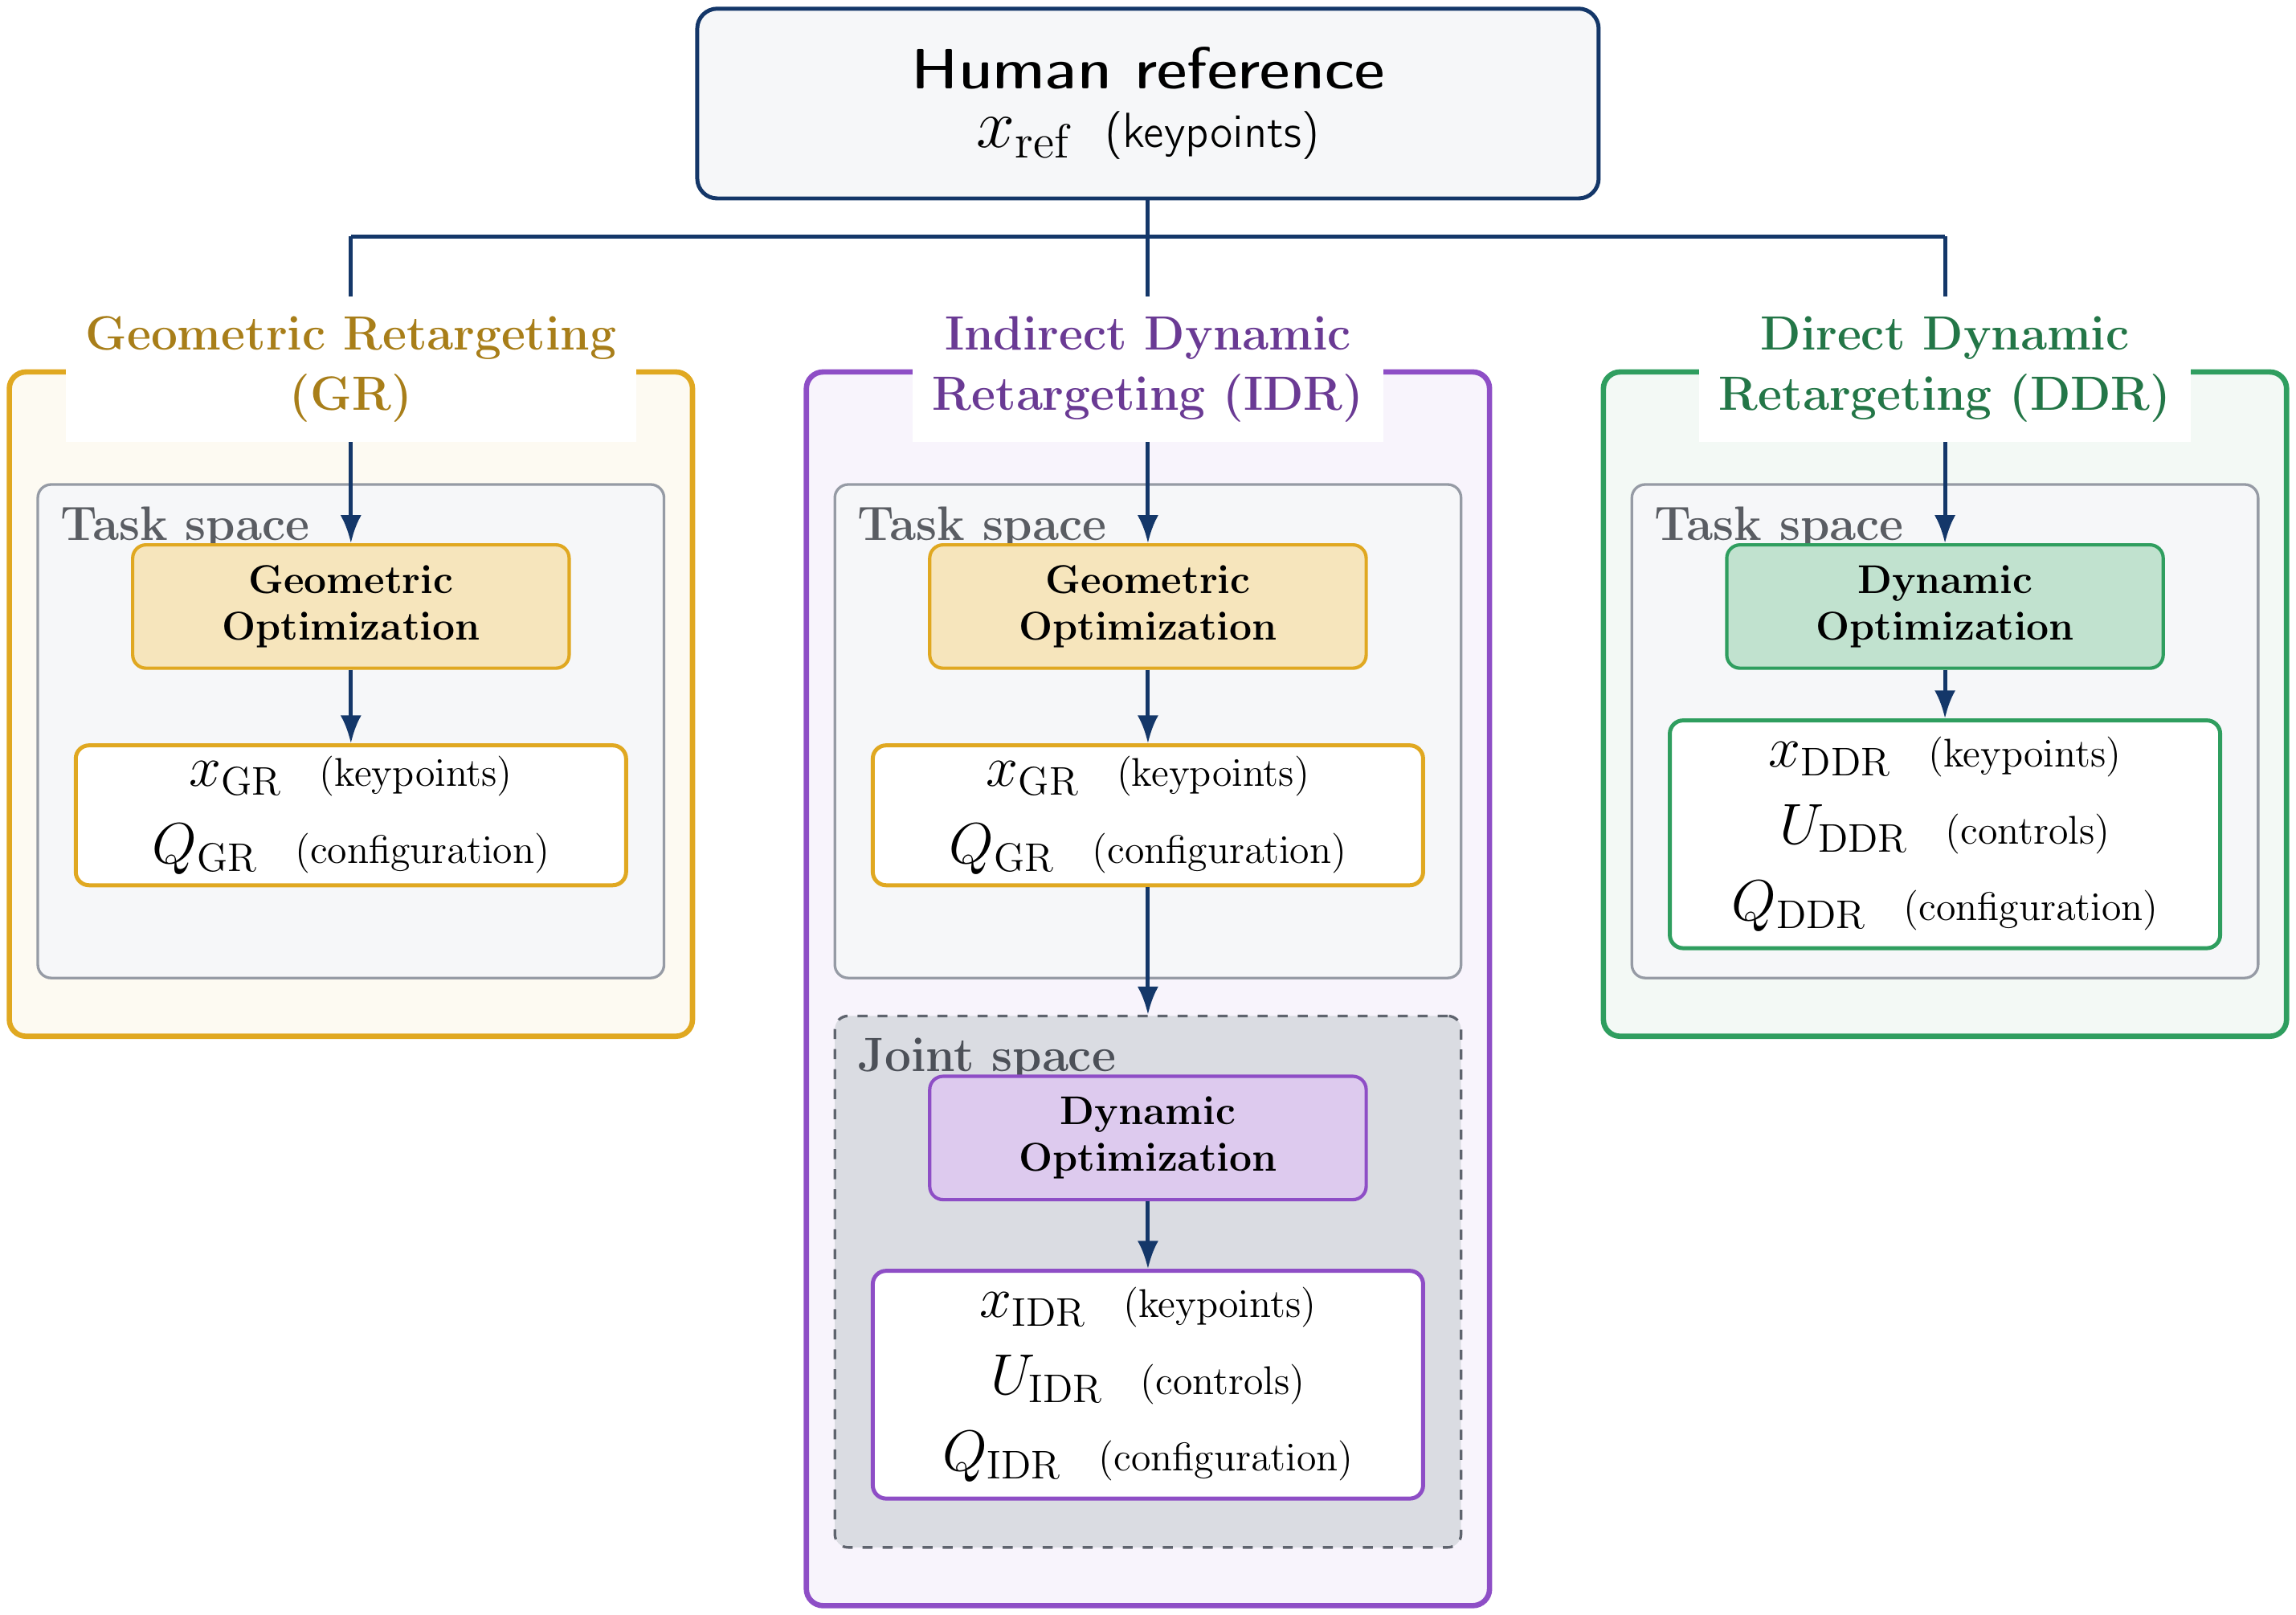 Human reference
x_ref (keypoints)
Geometric Retargeting
(GR)
Task space
Geometric
Optimization
x_GR (keypoints)
Q_GR (configuration)
Indirect Dynamic
Retargeting (IDR)
Task space
Geometric
Optimization
x_GR (keypoints)
Q_GR (configuration)
Joint space
Dynamic
Optimization
x_IDR (keypoints)
U_IDR (controls)
Q_IDR (configuration)
Direct Dynamic
Retargeting (DDR)
Task space
Dynamic
Optimization
x_DDR (keypoints)
U_DDR (controls)
Q_DDR (configuration)